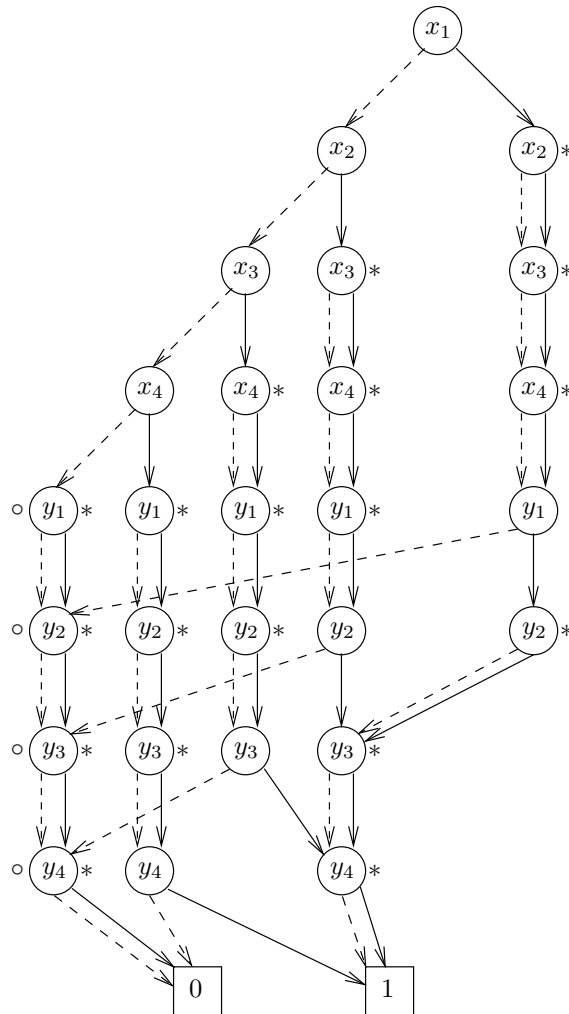 x₁
x₂ x₂ *
x₃ x₃ * x₃ *
x₄ x₄ * x₄ * x₄ *
∘ y₁ * y₁ * y₁ * y₁ * y₁
∘ y₂ * y₂ * y₂ * y₂ y₂ *
∘ y₃ * y₃ * y₃ y₃ *
∘ y₄ * y₄ y₄ *
0 1